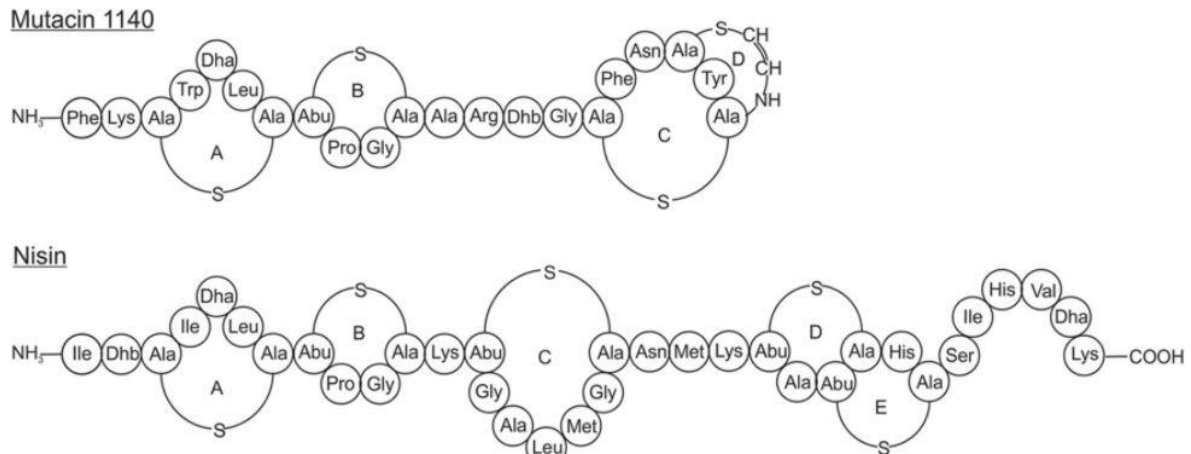 Mutacin 1140
NH₃ Phe Lys Ala Trp Dha Leu Ala Abu Pro Gly Ala Ala Arg Dhb Gly Ala Phe Asn Ala Tyr Ala
S CH CH NH
A S
B S
C S
D
Nisin
NH₃ Ile Dhb Ala Ile Dha Leu Ala Abu Pro Gly Ala Lys Abu Gly Ala Leu Met Gly Ala Asn Met Lys Abu Ala Abu Ala His Ala Ser Ile His Val Dha Lys COOH
A S
B S
C S
D S
E S